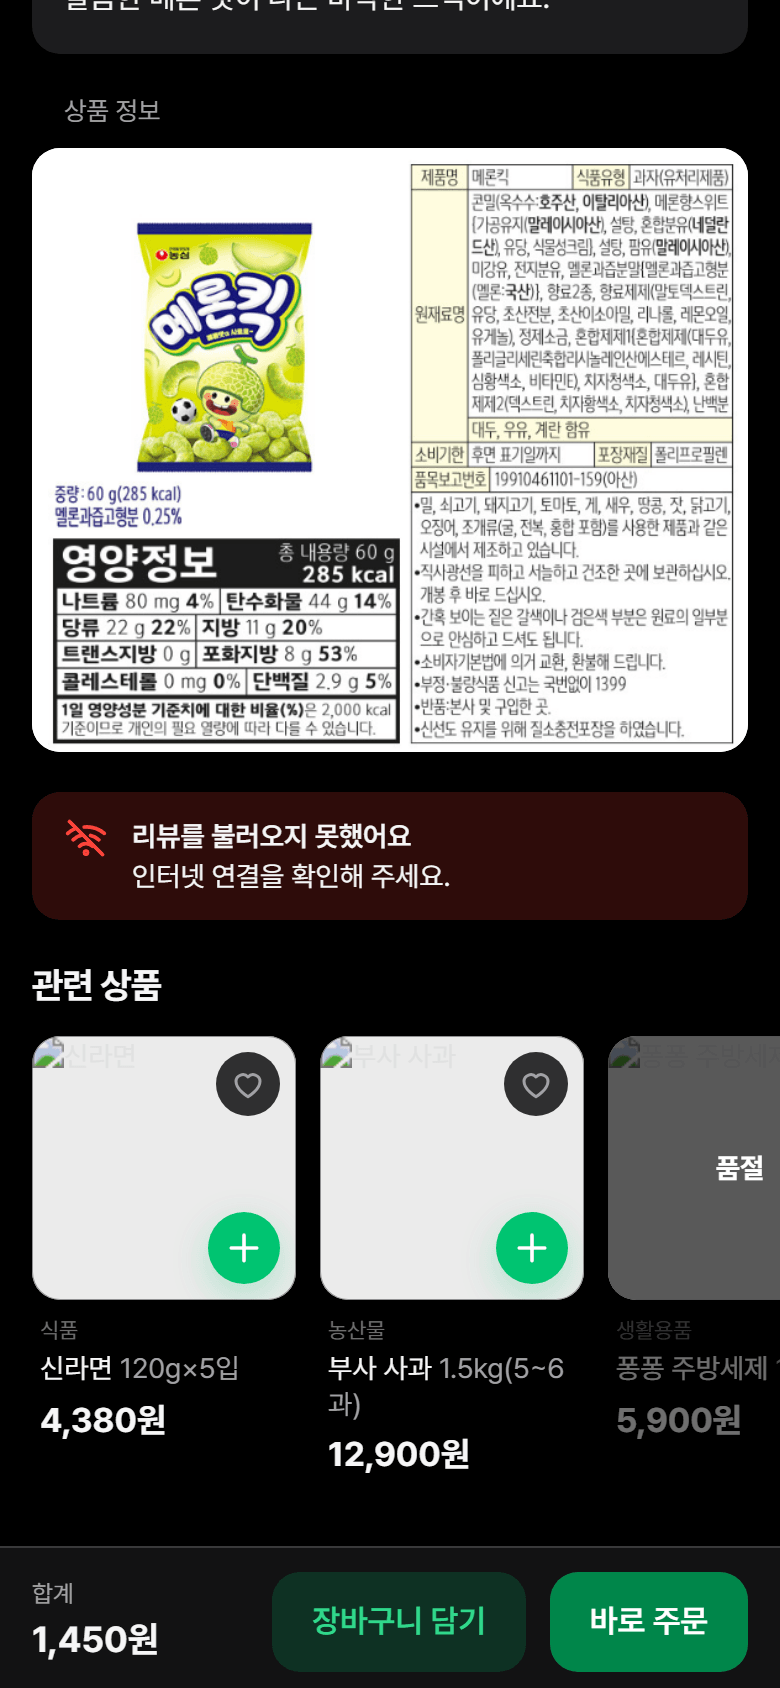 상품 정보
농심
메론킥
중량 : 60 g(285 kcal)
멜론과즙고형분 0.25%
영양정보
총 내용량 60 g
285 kcal
나트륨 80 mg 4% 탄수화물 44 g 14%
당류 22 g 22% 지방 11 g 20%
트랜스지방 0 g 포화지방 8 g 53%
콜레스테롤 0 mg 0% 단백질 2.9 g 5%
1일 영양성분 기준치에 대한 비율(%)은 2,000 kcal
기준이므로 개인의 필요 열량에 따라 다를 수 있습니다.
제품명 메론킥 식품유형 과자(유처리제품)
원재료명
콘밀(옥수수:호주산, 이탈리아산), 메론향스위트
{가공유지(말레이시아산), 설탕, 혼합분유(네덜란
드산), 유당, 식물성크림}, 설탕, 팜유(말레이시아산),
미강유, 전지분유, 멜론과즙분말{멜론과즙고형분
(멜론:국산)}, 향료2종, 향료제제(말토덱스트린,
유당, 초산전분, 초산이소아밀, 리나롤, 레몬오일,
유게놀), 정제소금, 혼합제제1{혼합제제(대두유,
폴리글리세린축합리시놀레인산에스테르, 레시틴,
심황색소, 비타민E), 치자청색소, 대두유}, 혼합
제제2(덱스트린, 치자황색소, 치자청색소), 난백분
대두, 우유, 계란 함유
소비기한 후면 표기일까지 포장재질 폴리프로필렌
품목보고번호 19910461101-159(아산)
•밀, 쇠고기, 돼지고기, 토마토, 게, 새우, 땅콩, 잣, 닭고기,
오징어, 조개류(굴, 전복, 홍합 포함)를 사용한 제품과 같은
시설에서 제조하고 있습니다.
•직사광선을 피하고 서늘하고 건조한 곳에 보관하십시오.
개봉 후 바로 드십시오.
•간혹 보이는 짙은 갈색이나 검은색 부분은 원료의 일부분
으로 안심하고 드셔도 됩니다.
•소비자기본법에 의거 교환, 환불해 드립니다.
•부정·불량식품 신고는 국번없이 1399
•반품:본사 및 구입한 곳.
•신선도 유지를 위해 질소충전포장을 하였습니다.
리뷰를 불러오지 못했어요
인터넷 연결을 확인해 주세요.
관련 상품
신라면
부사 사과
퐁퐁 주방세제
품절
식품
신라면 120g×5입
4,380원
농산물
부사 사과 1.5kg(5~6
과)
12,900원
생활용품
퐁퐁 주방세제
5,900원
합계
1,450원
장바구니 담기
바로 주문